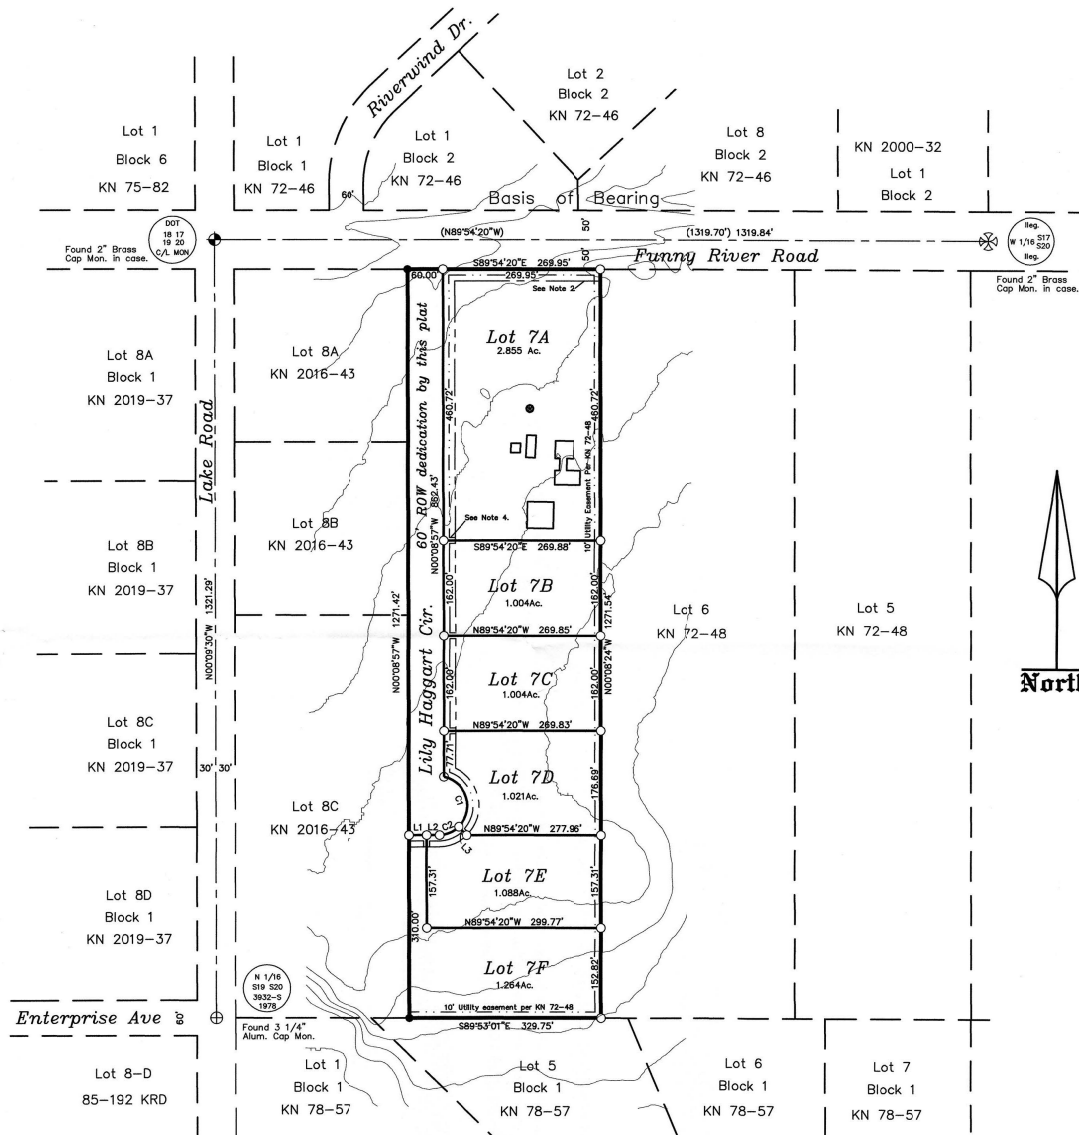 Riverwind Dr.
Lot 2
Block 2
KN 72-46
Lot 1
Block 6
KN 75-82
Lot 1
Block 1
KN 72-46
Lot 1
Block 2
KN 72-46
Lot 8
Block 2
KN 72-46
KN 2000-32
Lot 1
Block 2
60'
Basis of Bearing
50'
50'
DOT
18 17
19 20
C/L MON
Found 2" Brass
Cap Mon. in case.
(N89°54'20"W)
(1319.70') 1319.84'
Funny River Road
Illeg.
W 1/16 S17
S20
Illeg.
Found 2" Brass
Cap Mon. in case.
S89°54'20"E 269.95'
60.00'
269.95'
See Note 2
Lot 7A
2.855 Ac.
60' ROW dedication by this plat
460.72'
460.72'
10' Utility Easement Per KN 72-48
N00°08'57"W 862.43'
See Note 4.
S89°54'20"E 269.88'
Lot 8A
Block 1
KN 2019-37
Lot 8A
KN 2016-43
Lake Road
Lot 8B
Block 1
KN 2019-37
Lot 8B
KN 2016-43
N00°09'30"W 1321.29'
N00°08'57"W 1271.42'
Lily Haggart Cir.
Lot 7B
1.004Ac.
162.00'
162.00'
N89°54'20"W 269.85'
N00°08'24"W 1271.54'
Lot 6
KN 72-48
Lot 5
KN 72-48
North
Lot 7C
1.004Ac.
162.00'
162.00'
N89°54'20"W 269.83'
Lot 8C
Block 1
KN 2019-37
30' 30'
Lot 8C
KN 2016-43
77.71'
Lot 7D
1.021Ac.
176.69'
C1
L1 L2 C2
L3
N89°54'20"W 277.96'
Lot 7E
1.088Ac.
157.31'
157.31'
N89°54'20"W 299.77'
Lot 8D
Block 1
KN 2019-37
310.00'
Lot 7F
1.264Ac.
152.82'
10' Utility easement per KN 72-48
S89°53'01"E 329.75'
N 1/16
S19 S20
3932-S
1978
Found 3 1/4"
Alum. Cap Mon.
Enterprise Ave
60'
Lot 8-D
85-192 KRD
Lot 1
Block 1
KN 78-57
Lot 5
Block 1
KN 78-57
Lot 6
Block 1
KN 78-57
Lot 7
Block 1
KN 78-57